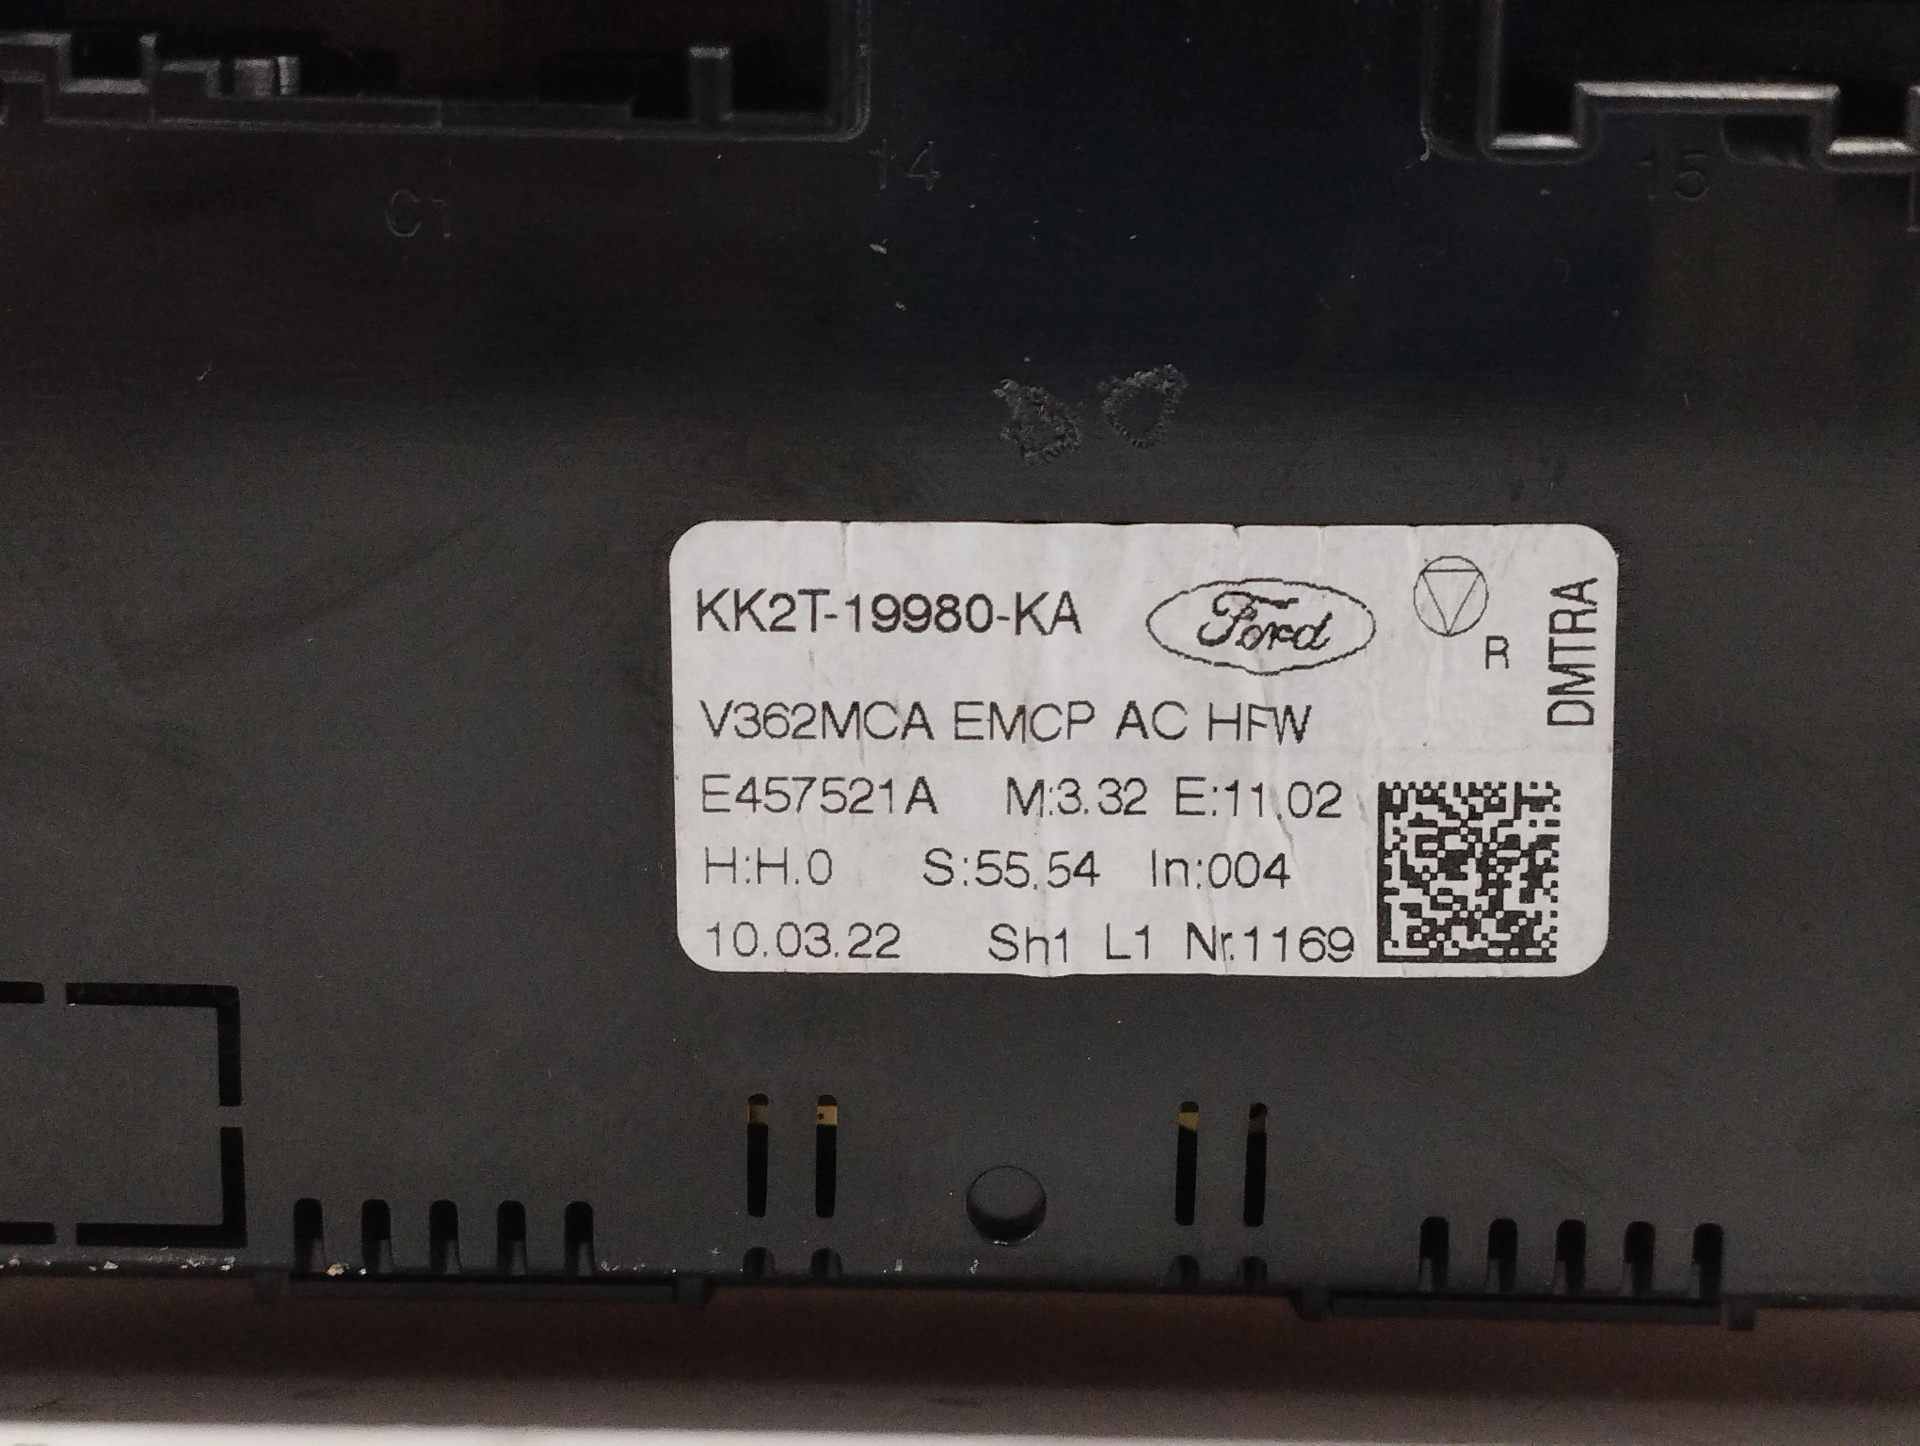 C1
14
15
KK2T-19980-KA
Ford
R
DMTRA
V362MCA EMCP AC HFW
E457521A M:3.32 E:11.02
H:H.0 S:55.54 In:004
10.03.22 Sh1 L1 Nr.1169